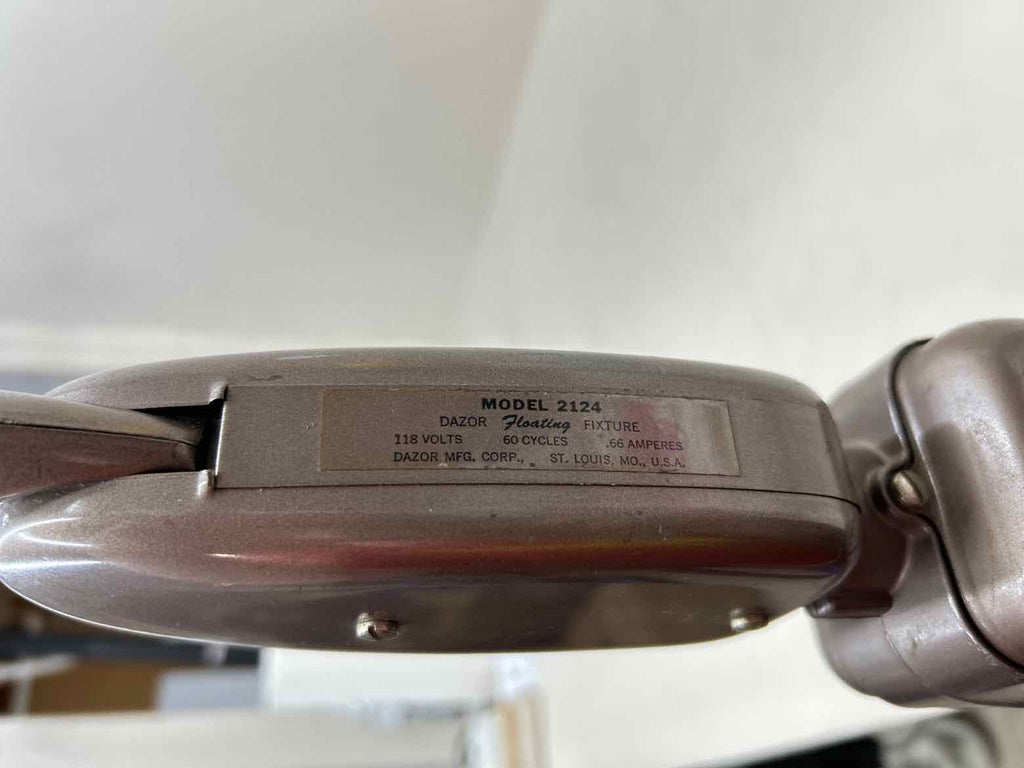 MODEL 2124
DAZOR Floating FIXTURE
118 VOLTS 60 CYCLES .66 AMPERES
DAZOR MFG. CORP., ST. LOUIS, MO., U.S.A.